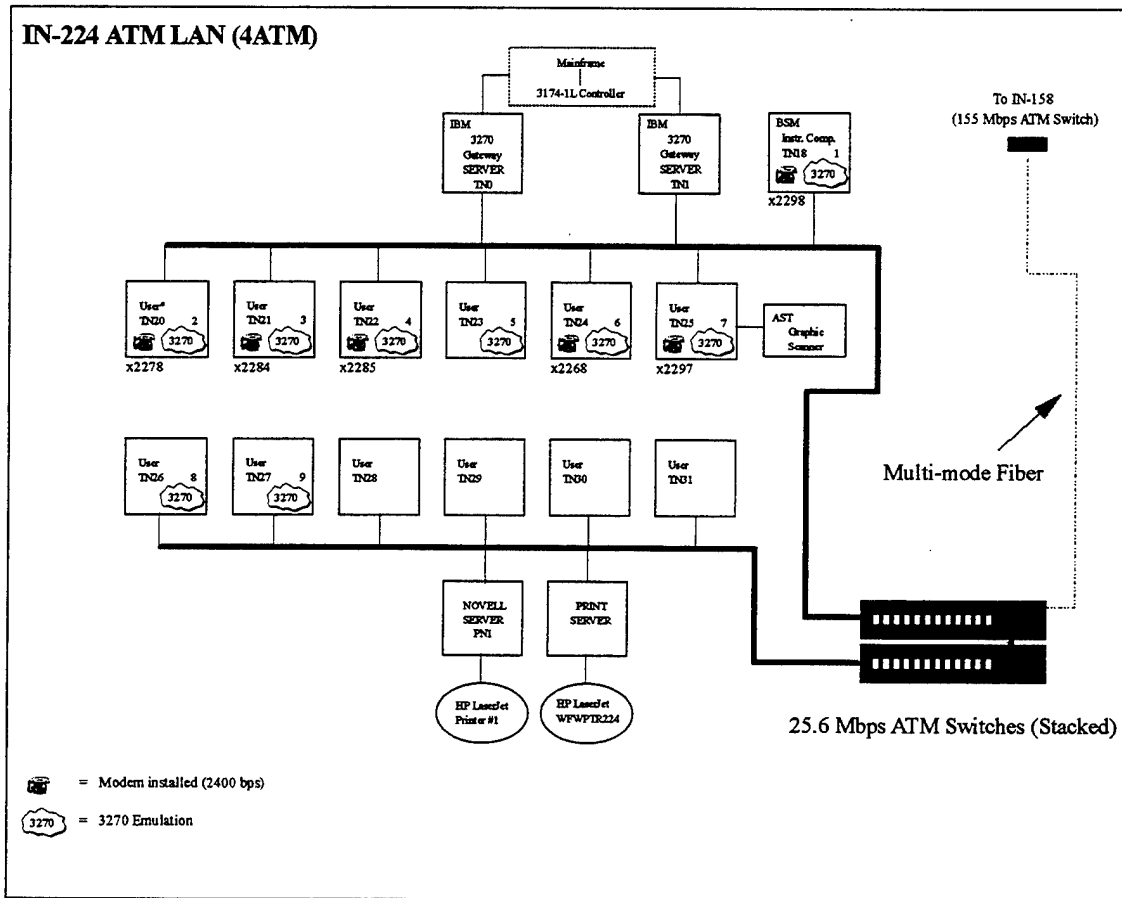 IN-224 ATM LAN (4ATM)
Mainframe
3174-1L Controller
To IN-158
(155 Mbps ATM Switch)
IBM
3270
Gateway
SERVER
TN0
IBM
3270
Gateway
SERVER
TN1
BSM
Instr. Comp.
TN18 1
3270
x2298
User*
TN20 2
3270
x2278
User
TN21 3
3270
x2284
User
TN22 4
3270
x2285
User
TN23 5
3270
User
TN24 6
3270
x2268
User
TN25 7
3270
x2297
AST
Graphic
Scanner
User
TN26 8
3270
User
TN27 9
3270
User
TN28
User
TN29
User
TN30
User
TN31
Multi-mode Fiber
NOVELL
SERVER
PN1
PRINT
SERVER
HP LaserJet
Printer #1
HP LaserJet
WFWPTR224
25.6 Mbps ATM Switches (Stacked)
= Modem installed (2400 bps)
3270 = 3270 Emulation